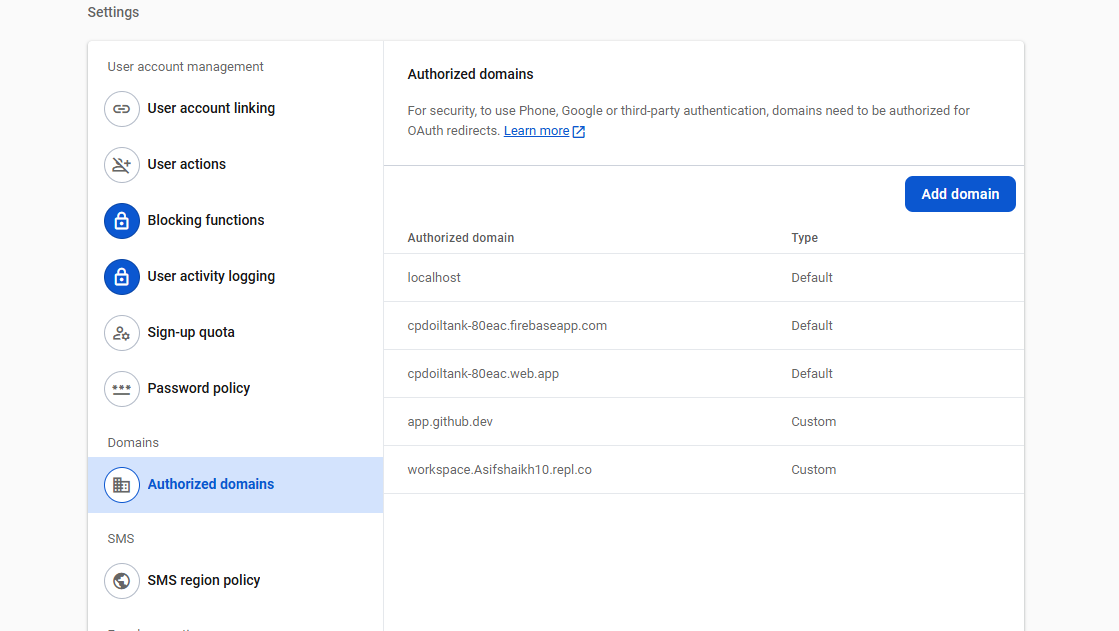 Settings
User account management
User account linking
User actions
Blocking functions
User activity logging
Sign-up quota
Password policy
Domains
Authorized domains
SMS
SMS region policy
Authorized domains
For security, to use Phone, Google or third-party authentication, domains need to be authorized for
OAuth redirects. Learn more
Add domain
Authorized domain Type
localhost Default
cpdoiltank-80eac.firebaseapp.com Default
cpdoiltank-80eac.web.app Default
app.github.dev Custom
workspace.Asifshaikh10.repl.co Custom